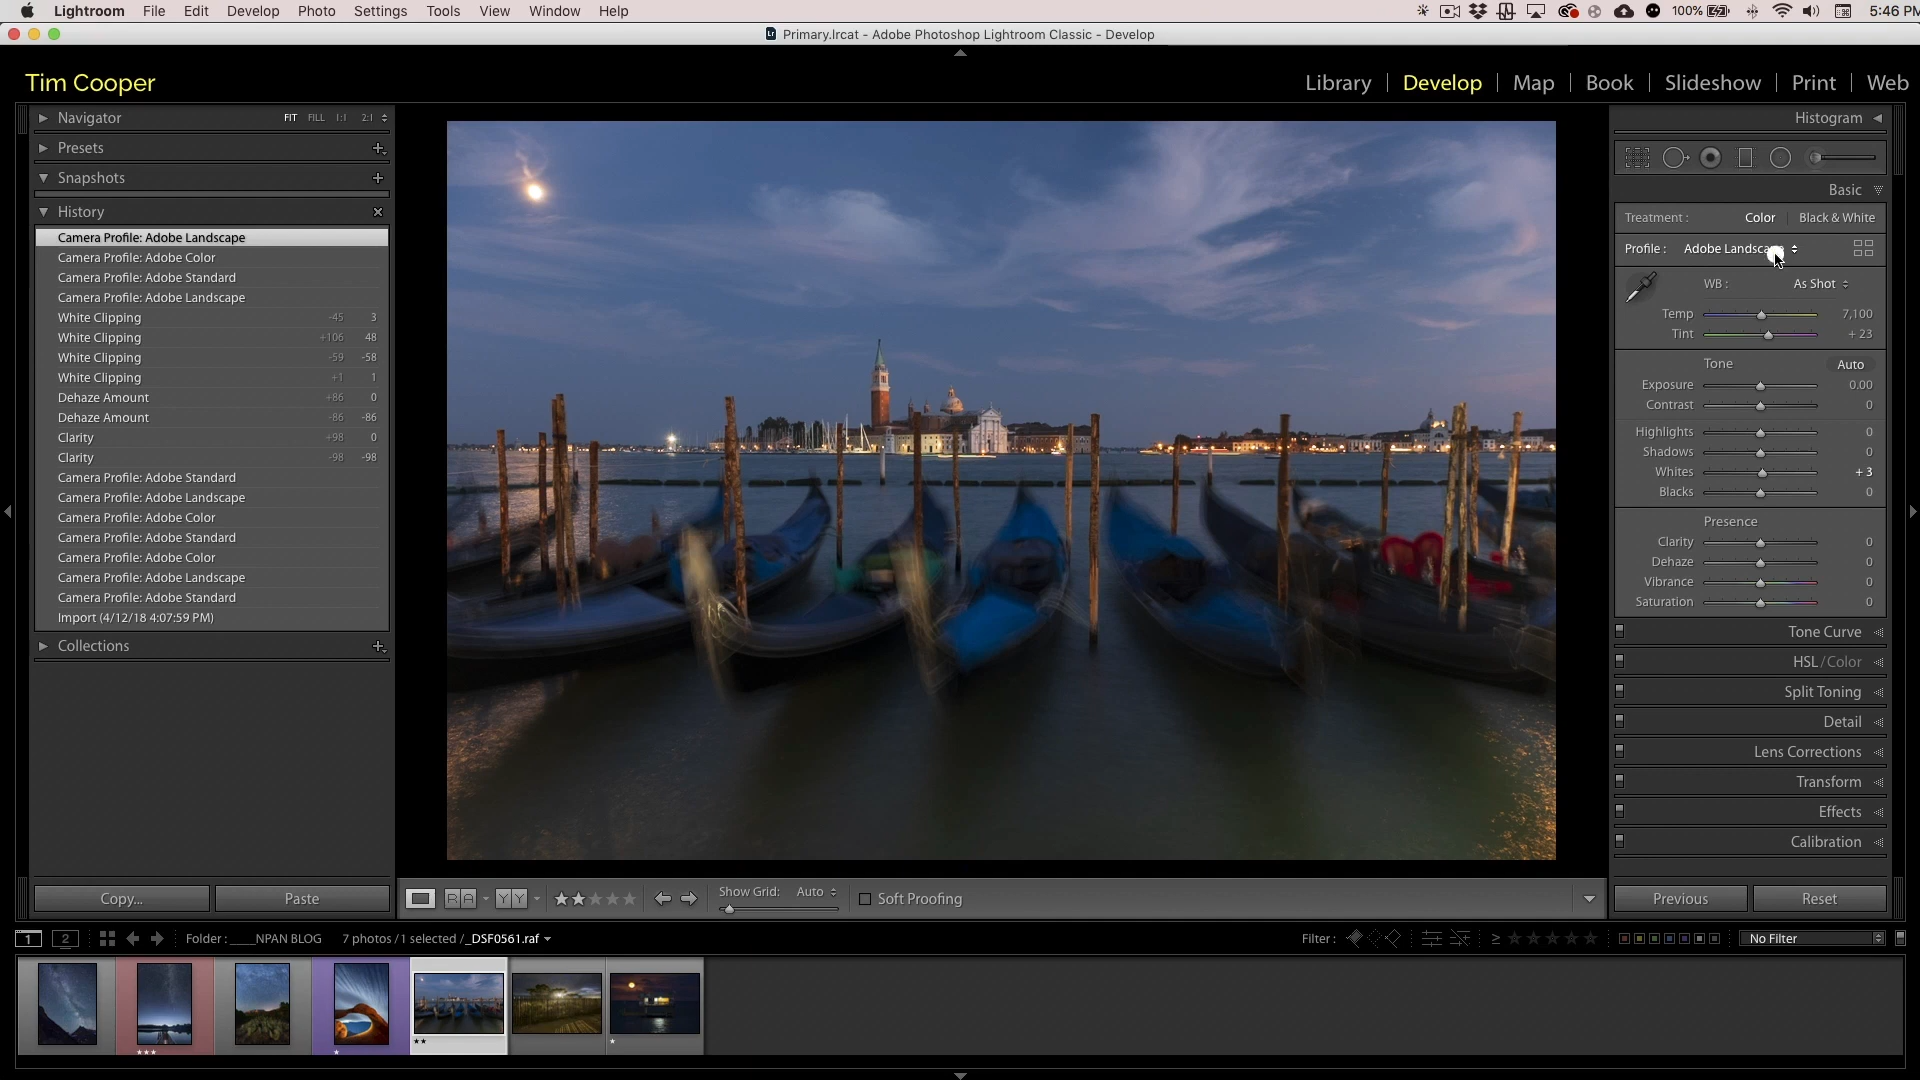 Lightroom File Edit Develop Photo Settings Tools View Window Help 100% 5:46 PM
Primary.lrcat - Adobe Photoshop Lightroom Classic - Develop
Tim Cooper Library | Develop | Map | Book | Slideshow | Print | Web
Navigator FIT FILL 1:1 2:1
Presets
Snapshots
History
Camera Profile: Adobe Landscape
Camera Profile: Adobe Color
Camera Profile: Adobe Standard
Camera Profile: Adobe Landscape
White Clipping -45 3
White Clipping +106 48
White Clipping -59 -58
White Clipping +1 1
Dehaze Amount +86 0
Dehaze Amount -86 -86
Clarity +98 0
Clarity -98 -98
Camera Profile: Adobe Standard
Camera Profile: Adobe Landscape
Camera Profile: Adobe Color
Camera Profile: Adobe Standard
Camera Profile: Adobe Color
Camera Profile: Adobe Landscape
Camera Profile: Adobe Standard
Import (4/12/18 4:07:59 PM)
Collections
Copy... Paste
Histogram
Basic
Treatment : Color Black & White
Profile : Adobe Landscape
WB : As Shot
Temp 7,100
Tint + 23
Tone Auto
Exposure 0.00
Contrast 0
Highlights 0
Shadows 0
Whites + 3
Blacks 0
Presence
Clarity 0
Dehaze 0
Vibrance 0
Saturation 0
Tone Curve
HSL / Color
Split Toning
Detail
Lens Corrections
Transform
Effects
Calibration
Previous Reset
R A Y Y Show Grid: Auto Soft Proofing
1 2 Folder : ____NPAN BLOG 7 photos / 1 selected / _DSF0561.raf Filter : ≥ No Filter